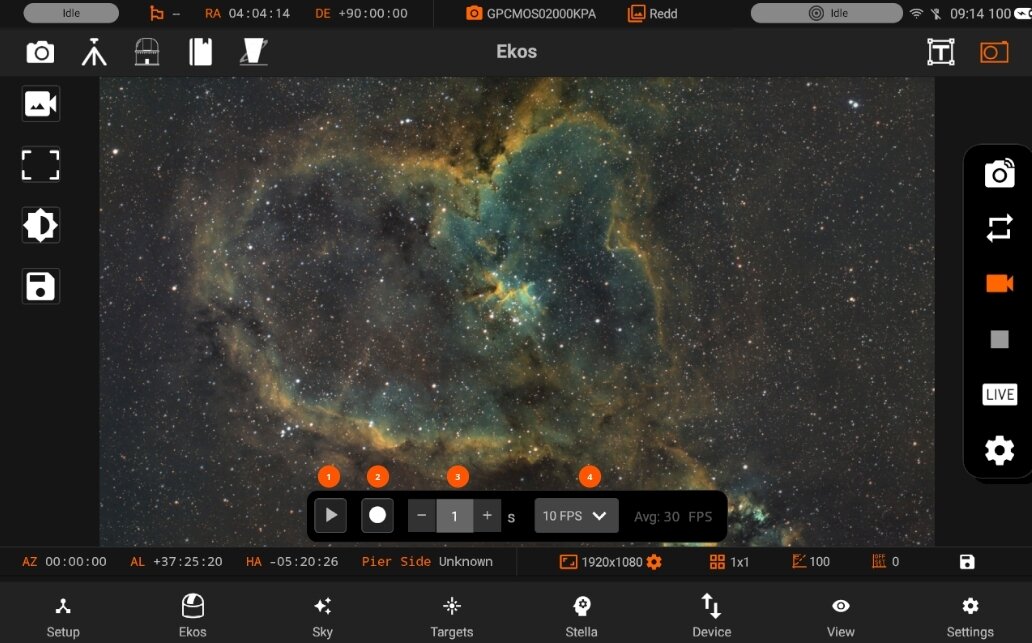 Idle – RA 04:04:14 DE +90:00:00 GPCMOS02000KPA Redd Idle 09:14 100
Ekos
T
LIVE
1 2 3 4
− 1 + s 10 FPS Avg: 30 FPS
AZ 00:00:00 AL +37:25:20 HA -05:20:26 Pier Side Unknown 1920x1080 1x1 100 OFF SET 0
Setup Ekos Sky Targets Stella Device View Settings